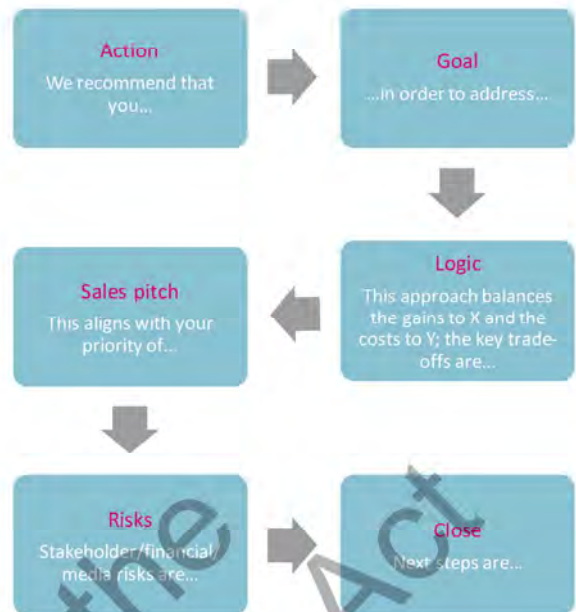 Action
We recommend that
you...
Goal
...in order to address...
Logic
This approach balances
the gains to X and the
costs to Y; the key trade-
offs are...
Sales pitch
This aligns with your
priority of...
Risks
Stakeholder/financial/
media risks are...
Close
Next steps are...
the
Act